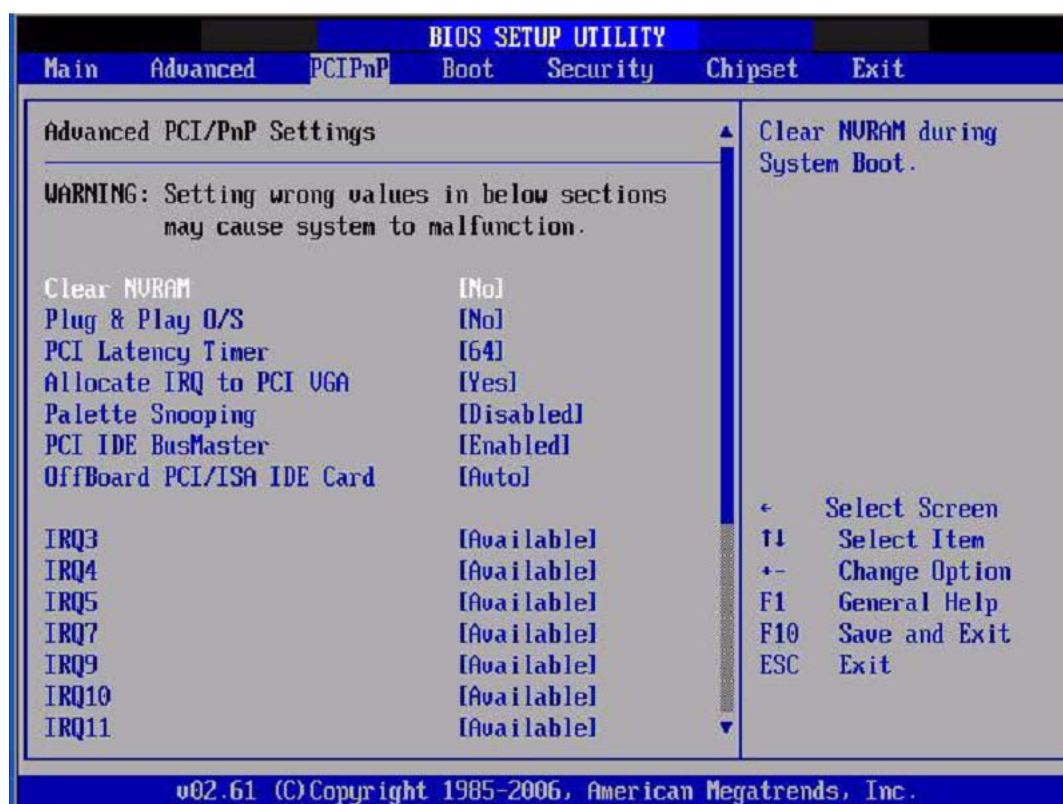 BIOS SETUP UTILITY
Main Advanced PCIPnP Boot Security Chipset Exit
Advanced PCI/PnP Settings
WARNING: Setting wrong values in below sections
may cause system to malfunction.
Clear NVRAM [No]
Plug & Play O/S [No]
PCI Latency Timer [64]
Allocate IRQ to PCI VGA [Yes]
Palette Snooping [Disabled]
PCI IDE BusMaster [Enabled]
OffBoard PCI/ISA IDE Card [Auto]
IRQ3 [Available]
IRQ4 [Available]
IRQ5 [Available]
IRQ7 [Available]
IRQ9 [Available]
IRQ10 [Available]
IRQ11 [Available]
Clear NVRAM during
System Boot.
← Select Screen
↑↓ Select Item
+- Change Option
F1 General Help
F10 Save and Exit
ESC Exit
v02.61 (C)Copyright 1985-2006, American Megatrends, Inc.